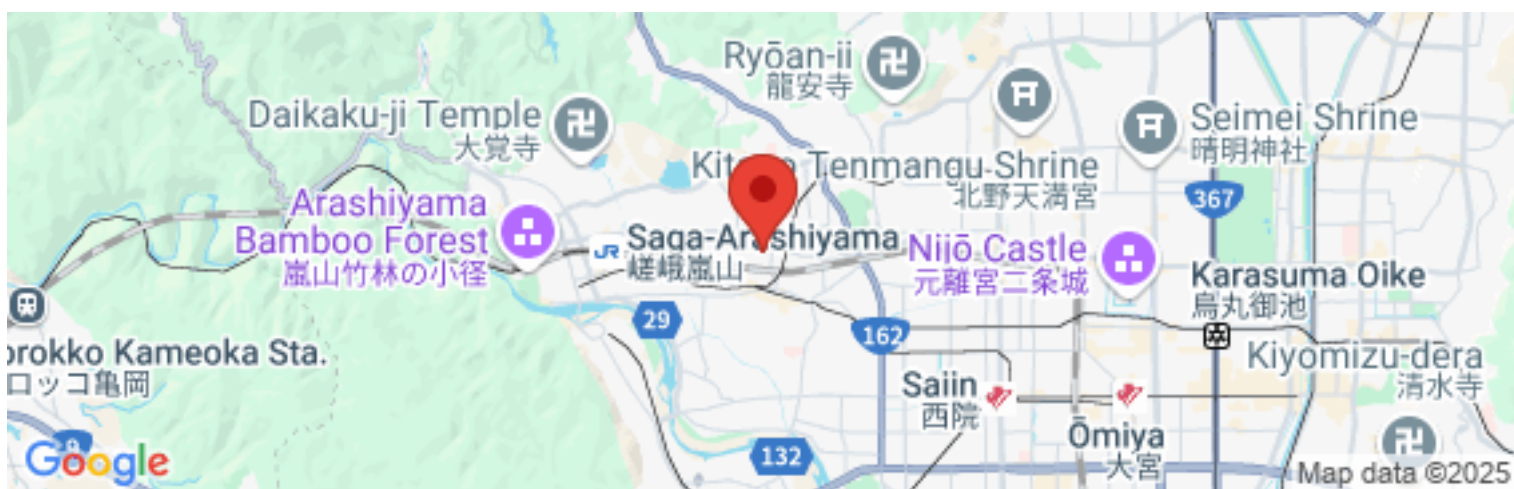 Ryōan-ji
龍安寺
Daikaku-ji Temple
大覚寺
Seimei Shrine
晴明神社
Tenmangu Shrine
北野天満宮
367
Arashiyama
Bamboo Forest
嵐山竹林の小径
JR
Saga-Arashiyama
嵯峨嵐山
Nijō Castle
元離宮二条城
Karasuma Oike
烏丸御池
29
162
orokko Kameoka Sta.
ロッコ亀岡
Kiyomizu-dera
清水寺
Saiin
西院
Ōmiya
大宮
9
132
Google
Map data ©2025